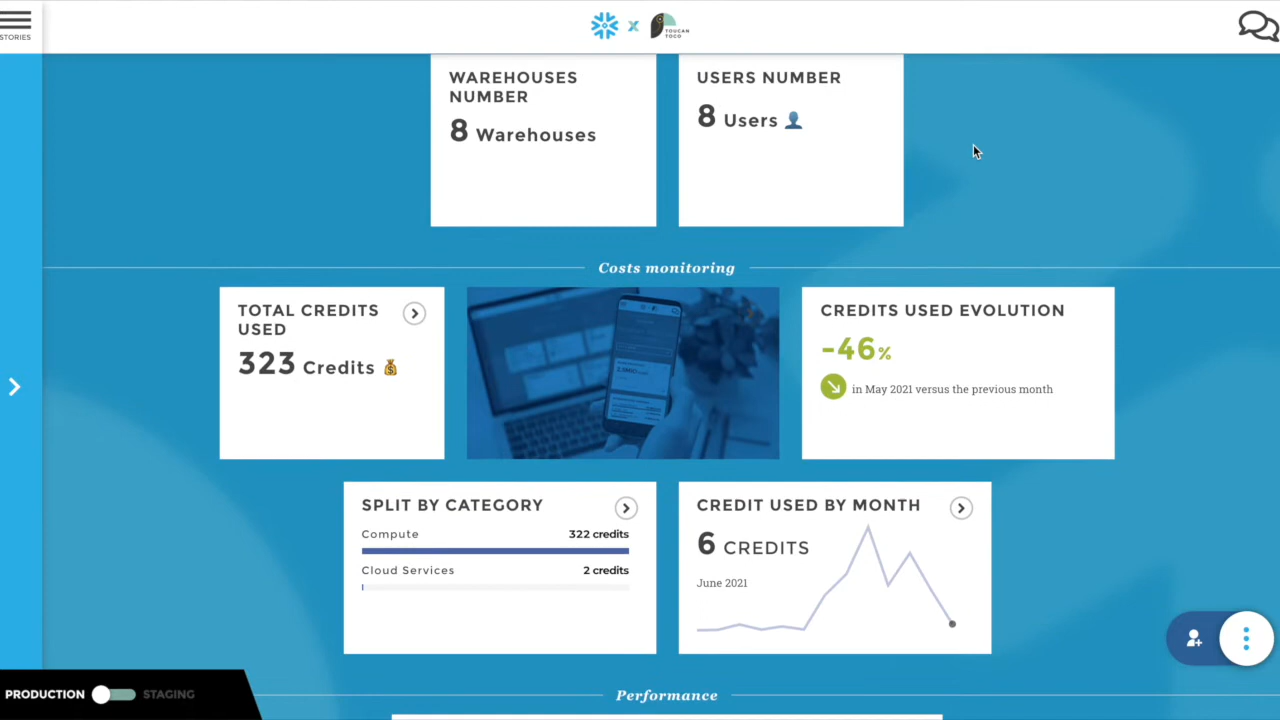 STORIES
X
TOUCAN
TOCO
WAREHOUSES
NUMBER
8 Warehouses
USERS NUMBER
8 Users
Costs monitoring
TOTAL CREDITS
USED
323 Credits
CREDITS USED EVOLUTION
-46%
in May 2021 versus the previous month
SPLIT BY CATEGORY
Compute 322 credits
Cloud Services 2 credits
CREDIT USED BY MONTH
6 CREDITS
June 2021
PRODUCTION STAGING
Performance